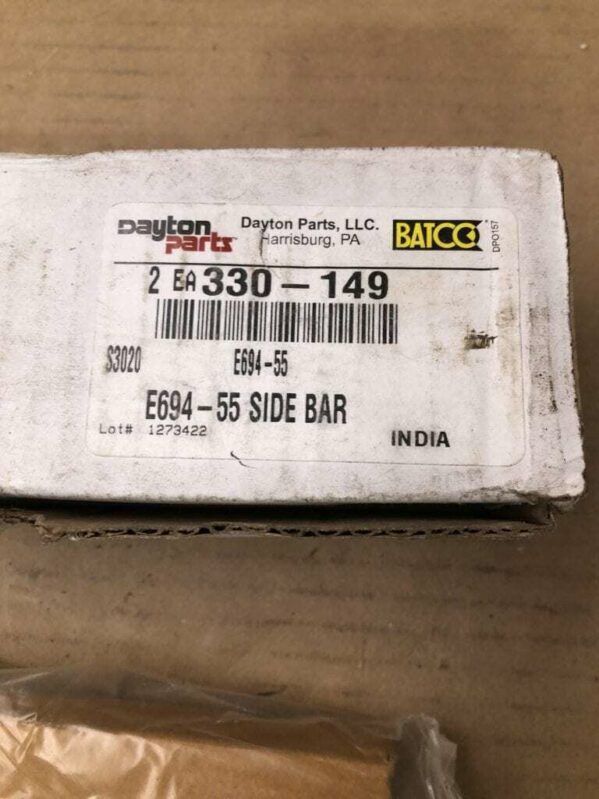 Dayton Parts
Dayton Parts, LLC.
Harrisburg, PA
BATCO
DPO157
2 EA 330-149
S3020 E694-55
E694-55 SIDE BAR
Lot# 1273422
INDIA